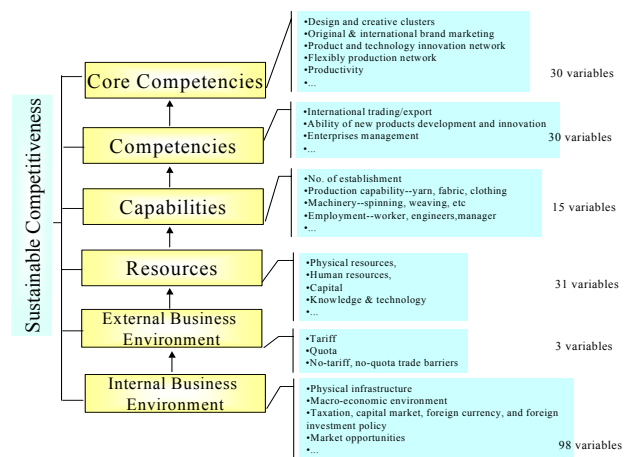 Sustainable Competitiveness
Core Competencies
•Design and creative clusters
•Original & international brand marketing
•Product and technology innovation network
•Flexibly production network
•Productivity
•...
30 variables
Competencies
•International trading/export
•Ability of new products development and innovation
•Enterprises management
•...
30 variables
Capabilities
•No. of establishment
•Production capability--yarn, fabric, clothing
•Machinery--spinning, weaving, etc
•Employment--worker, engineers,manager
•...
15 variables
Resources
•Physical resources,
•Human resources,
•Capital
•Knowledge & technology
•...
31 variables
External Business
Environment
•Tariff
•Quota
•No-tariff, no-quota trade barriers
3 variables
Internal Business
Environment
•Physical infrastructure
•Macro-economic environment
•Taxation, capital market, foreign currency, and foreign
investment policy
•Market opportunities
•...
98 variables